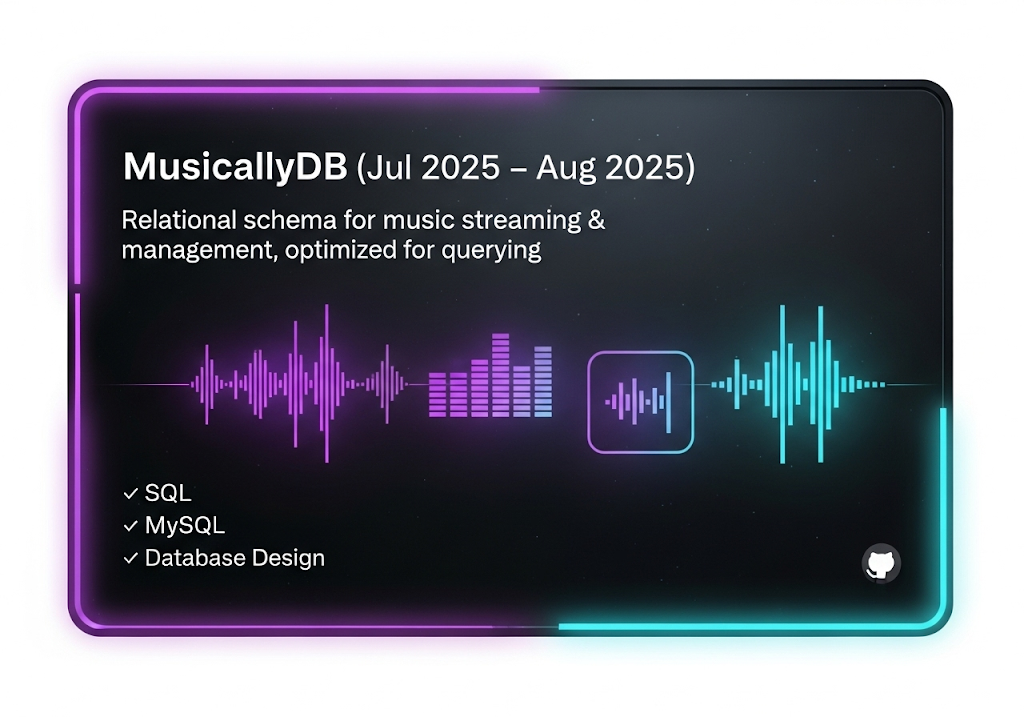 MusicallyDB (Jul 2025 – Aug 2025)
Relational schema for music streaming &
management, optimized for querying
✓ SQL
✓ MySQL
✓ Database Design